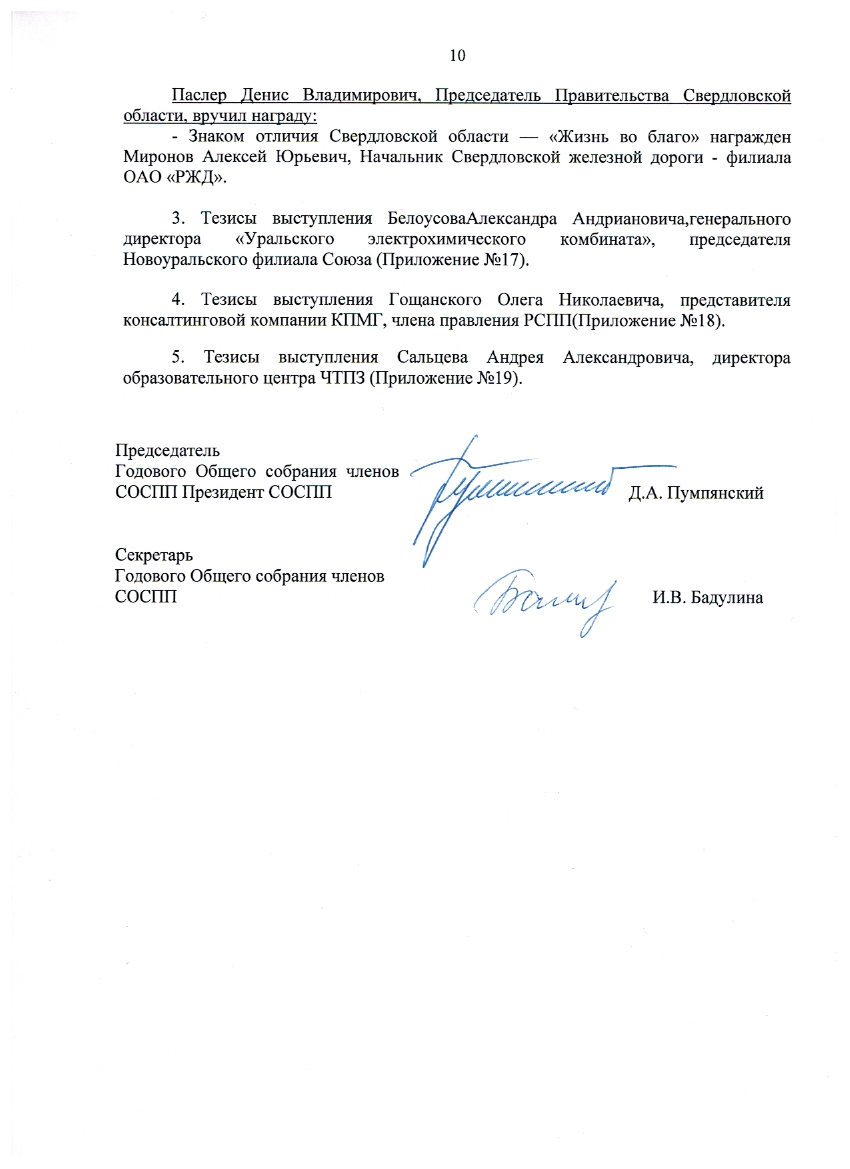 10
Паслер Денис Владимирович, Председатель Правительства Свердловской
области, вручил награду:
- Знаком отличия Свердловской области — «Жизнь во благо» награжден
Миронов Алексей Юрьевич, Начальник Свердловской железной дороги - филиала
ОАО «РЖД».
3. Тезисы выступления БелоусоваАлександра Андриановича,генерального
директора «Уральского электрохимического комбината», председателя
Новоуральского филиала Союза (Приложение №17).
4. Тезисы выступления Гощанского Олега Николаевича, представителя
консалтинговой компании КПМГ, члена правления РСПП(Приложение №18).
5. Тезисы выступления Сальцева Андрея Александровича, директора
образовательного центра ЧТПЗ (Приложение №19).
Председатель
Годового Общего собрания членов
СОСПП Президент СОСПП Д.А. Пумпянский
Секретарь
Годового Общего собрания членов
СОСПП И.В. Бадулина